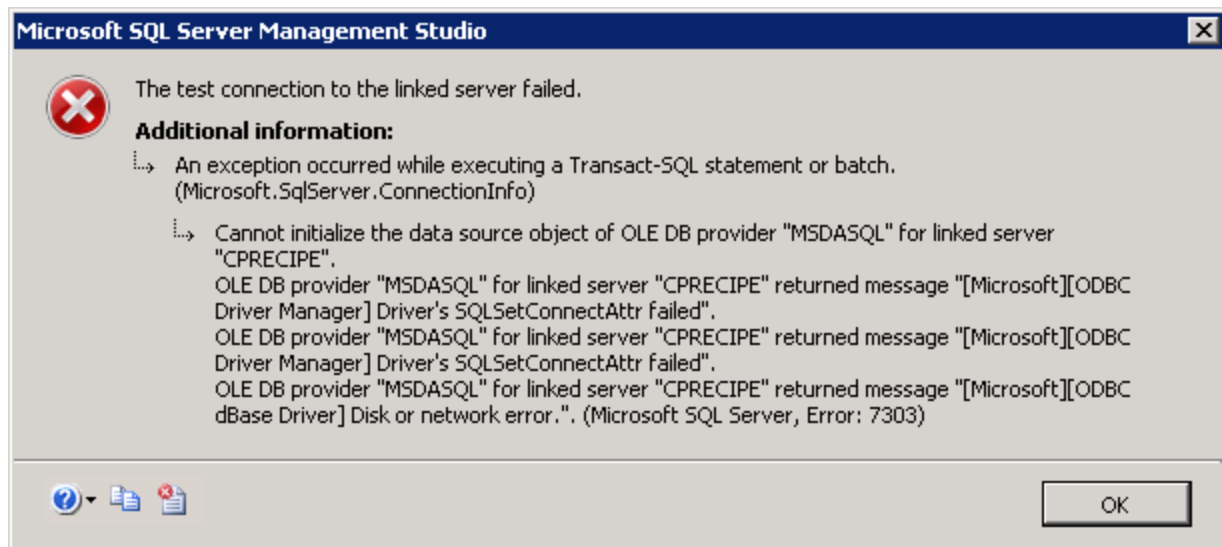 Microsoft SQL Server Management Studio
The test connection to the linked server failed.
Additional information:
An exception occurred while executing a Transact-SQL statement or batch.
(Microsoft.SqlServer.ConnectionInfo)
Cannot initialize the data source object of OLE DB provider "MSDASQL" for linked server
"CPRECIPE".
OLE DB provider "MSDASQL" for linked server "CPRECIPE" returned message "[Microsoft][ODBC
Driver Manager] Driver's SQLSetConnectAttr failed".
OLE DB provider "MSDASQL" for linked server "CPRECIPE" returned message "[Microsoft][ODBC
Driver Manager] Driver's SQLSetConnectAttr failed".
OLE DB provider "MSDASQL" for linked server "CPRECIPE" returned message "[Microsoft][ODBC
dBase Driver] Disk or network error.". (Microsoft SQL Server, Error: 7303)
OK